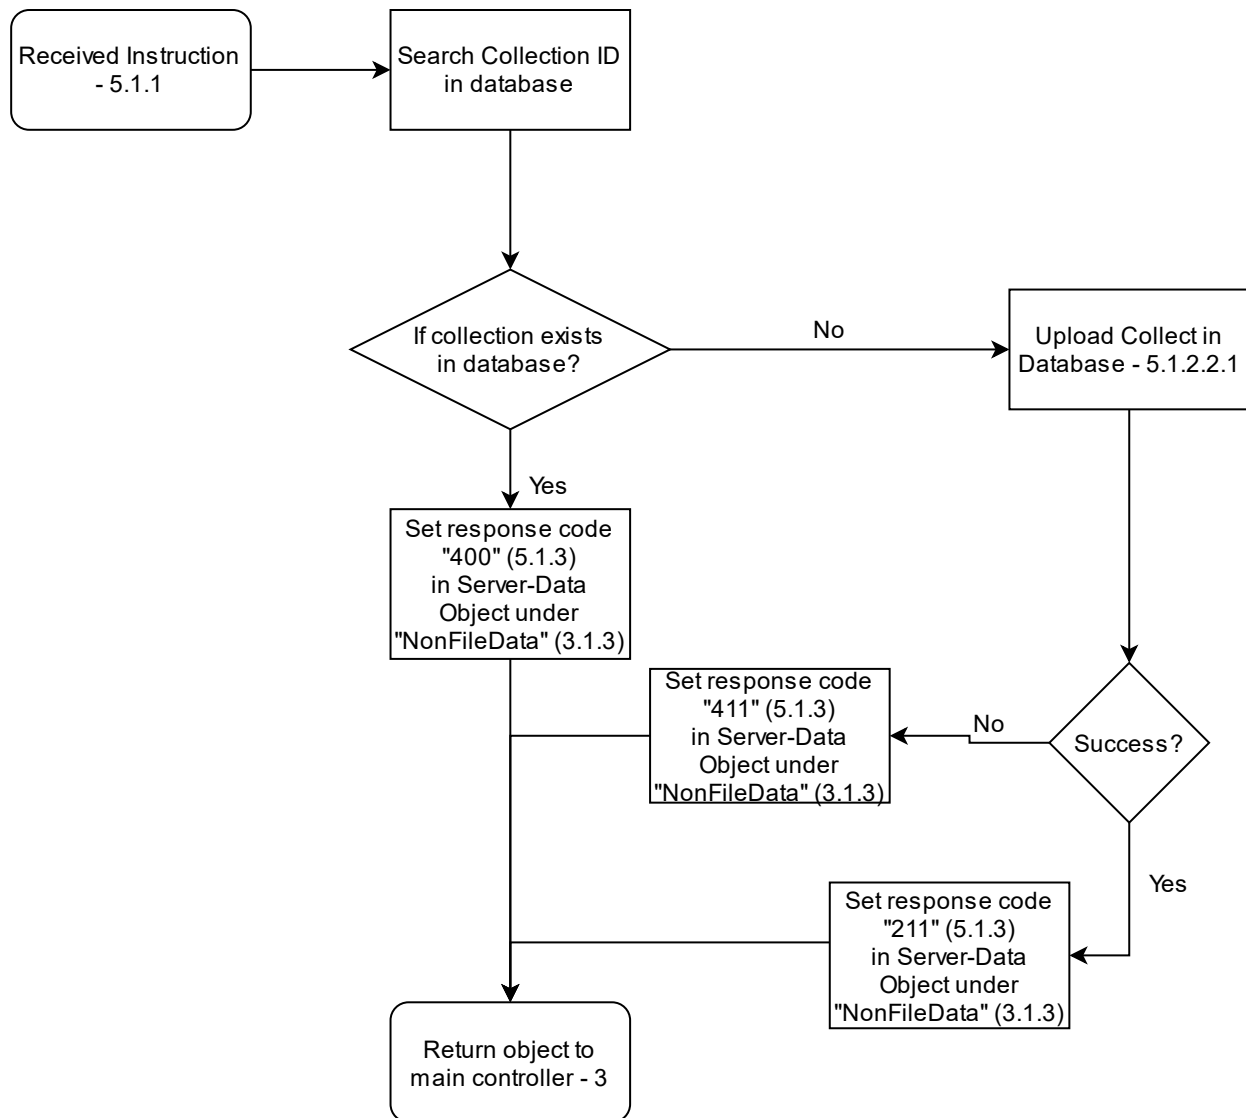 Received Instruction
- 5.1.1
Search Collection ID
in database
If collection exists
in database?
No
Upload Collect in
Database - 5.1.2.2.1
Yes
Set response code
"400" (5.1.3)
in Server-Data
Object under
"NonFileData" (3.1.3)
Set response code
"411" (5.1.3)
in Server-Data
Object under
"NonFileData" (3.1.3)
No
Success?
Yes
Set response code
"211" (5.1.3)
in Server-Data
Object under
"NonFileData" (3.1.3)
Return object to
main controller - 3